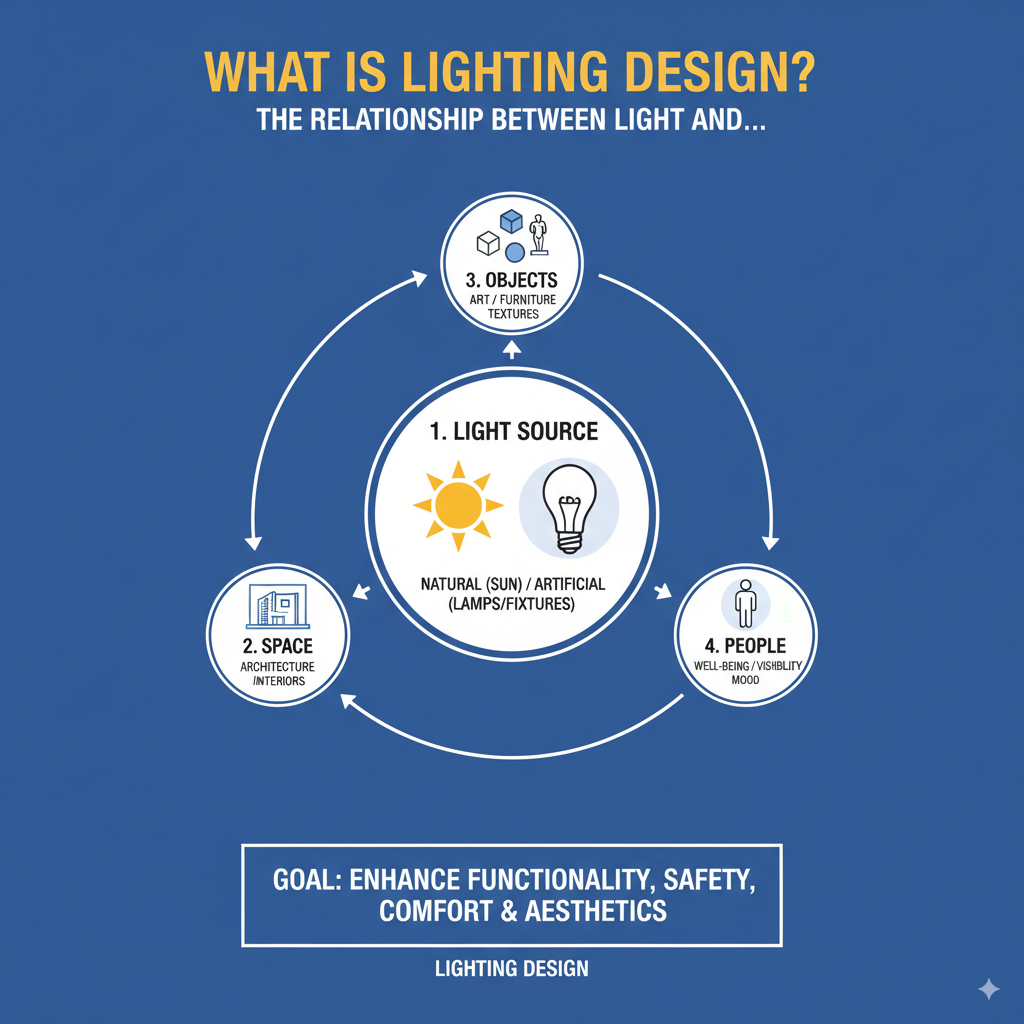 WHAT IS LIGHTING DESIGN?
THE RELATIONSHIP BETWEEN LIGHT AND...
3. OBJECTS
ART / FURNITURE
TEXTURES
1. LIGHT SOURCE
NATURAL (SUN) / ARTIFICIAL
(LAMPS/FIXTURES)
2. SPACE
ARCHITECTURE
/INTERIORS
4. PEOPLE
WELL-BEING / VISHBLITY
MOOD
GOAL: ENHANCE FUNCTIONALITY, SAFETY,
COMFORT & AESTHETICS
LIGHTING DESIGN